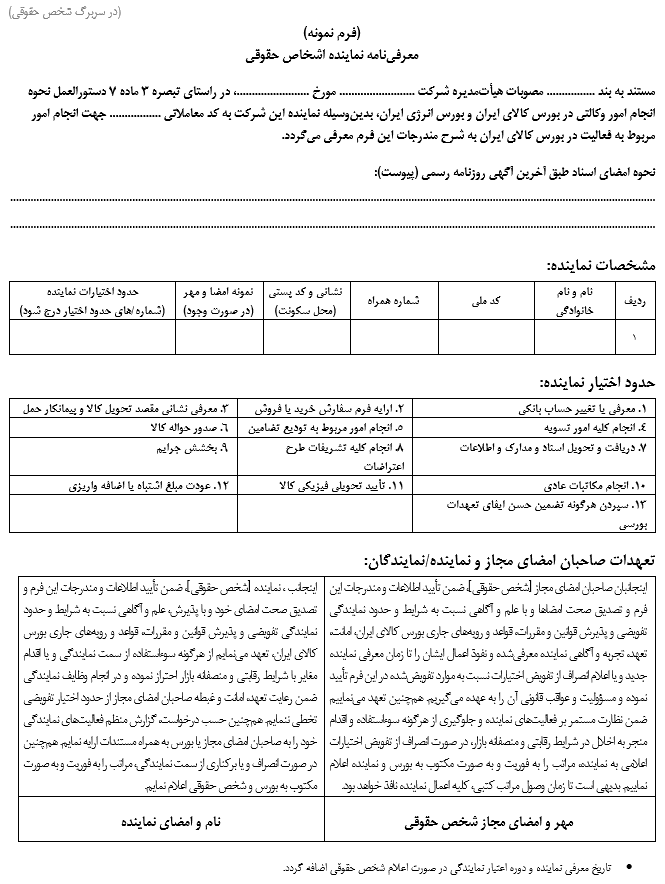 (در سربرگ شخص حقوقی)
(فرم نمونه)
معرفی‌نامه نماینده اشخاص حقوقی
مستند به بند ................ مصوبات هیأت‌مدیره شرکت ........................ مورخ .......................، در راستای تبصره ۳ ماده ۷ دستورالعمل نحوه
انجام امور وکالتی در بورس کالای ایران و بورس انرژی ایران، بدین‌وسیله نماینده این شرکت به کد معاملاتی ................ جهت انجام امور
مربوط به فعالیت در بورس کالای ایران به شرح مندرجات این فرم معرفی می‌گردد.
نحوه امضای اسناد طبق آخرین آگهی روزنامه رسمی (پیوست):
................................................................................
................................................................................
مشخصات نماینده:
ردیف	نام و نام خانوادگی	کد ملی	شماره همراه	نشانی و کد پستی (محل سکونت)	نمونه امضا و مهر (در صورت وجود)	حدود اختیارات نماینده (شماره/های حدود اختیار درج شود)
۱
حدود اختیار نماینده:
۱. معرفی یا تغییر حساب بانکی	۲. ارایه فرم سفارش خرید یا فروش	۳. معرفی نشانی مقصد تحویل کالا و پیمانکار حمل
۴. انجام کلیه امور تسویه	۵. انجام امور مربوط به تودیع تضامین	۶. صدور حواله کالا
۷. دریافت و تحویل اسناد و مدارک و اطلاعات	۸. انجام کلیه تشریفات طرح اعتراضات	۹. بخشش جرایم
۱۰. انجام مکاتبات عادی	۱۱. تأیید تحویلی فیزیکی کالا	۱۲. عودت مبلغ اشتباه یا اضافه واریزی
۱۳. سپردن هرگونه تضمین حسن ایفای تعهدات
بورسی
تعهدات صاحبان امضای مجاز و نماینده/نمایندگان:
اینجانبان صاحبان امضای مجاز [شخص حقوقی]، ضمن تأیید اطلاعات و مندرجات این
فرم و تصدیق صحت امضاها و با علم و آگاهی نسبت به شرایط و حدود نمایندگی
تفویضی و پذیرش قوانین و مقررات، قواعد و رویه‌های جاری بورس کالای ایران، امانت،
تعهد، تجربه و آگاهی نماینده معرفی‌شده و نفوذ اعمال ایشان را تا زمان معرفی نماینده
جدید و یا اعلام انصراف از تفویض اختیارات نسبت به موارد تفویض‌شده در این فرم تأیید
نموده و مسؤولیت و عواقب قانونی آن را به عهده می‌گیریم. هم‌چنین تعهد می‌نماییم
ضمن نظارت مستمر بر فعالیت‌های نماینده و جلوگیری از هرگونه سوءاستفاده و اقدام
منجر به اخلال در شرایط رقابتی و منصفانه بازار، در صورت انصراف از تفویض اختیارات
اعلامی به نماینده، مراتب را به فوریت و به صورت مکتوب به بورس و نماینده اعلام
نماییم. بدیهی است تا زمان وصول مراتب کتبی، کلیه اعمال نماینده نافذ خواهد بود.
اینجانب ، نماینده [شخص حقوقی]، ضمن تأیید اطلاعات و مندرجات این فرم و
تصدیق صحت امضای خود و با پذیرش، علم و آگاهی نسبت به شرایط و حدود
نمایندگی تفویضی و پذیرش قوانین و مقررات، قواعد و رویه‌های جاری بورس
کالای ایران، تعهد می‌نمایم از هرگونه سوءاستفاده از سمت نمایندگی و یا اقدام
مغایر با شرایط رقابتی و منصفانه بازار احتراز نموده و در انجام وظایف نمایندگی
ضمن رعایت تعهد، امانت و غبطه صاحبان امضای مجاز از حدود اختیار تفویضی
تخطی ننمایم. هم‌چنین حسب درخواست، گزارش منظم فعالیت‌های نمایندگی
خود را به صاحبان امضای مجاز یا بورس به همراه مستندات ارایه نمایم. هم‌چنین
در صورت انصراف و یا برکناری از سمت نمایندگی، مراتب را به فوریت و به صورت
مکتوب به بورس و شخص حقوقی اعلام نمایم.
مهر و امضای مجاز شخص حقوقی	نام و امضای نماینده
• تاریخ معرفی نماینده و دوره اعتبار نمایندگی در صورت اعلام شخص حقوقی اضافه گردد.